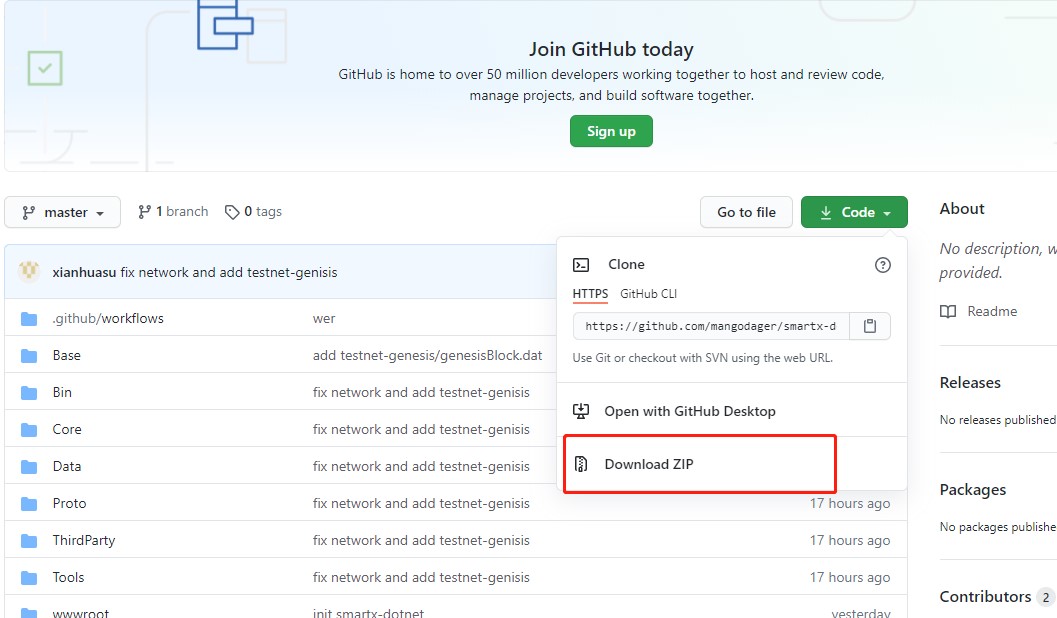 Join GitHub today
GitHub is home to over 50 million developers working together to host and review code,
manage projects, and build software together.
Sign up
master
1 branch
0 tags
Go to file
Code
xianhuasu fix network and add testnet-genisis
.github/workflows wer
Base add testnet-genesis/genesisBlock.dat
Bin fix network and add testnet-genisis
Core fix network and add testnet-genisis
Data fix network and add testnet-genisis
Proto fix network and add testnet-genisis 17 hours ago
ThirdParty fix network and add testnet-genisis 17 hours ago
Tools fix network and add testnet-genisis 17 hours ago
wwwroot init smartx-dotnet yesterday
Clone
HTTPS GitHub CLI
https://github.com/mangodager/smartx-d
Use Git or checkout with SVN using the web URL.
Open with GitHub Desktop
Download ZIP
About
No description, w
provided.
Readme
Releases
No releases published
Packages
No packages publishe
Contributors 2